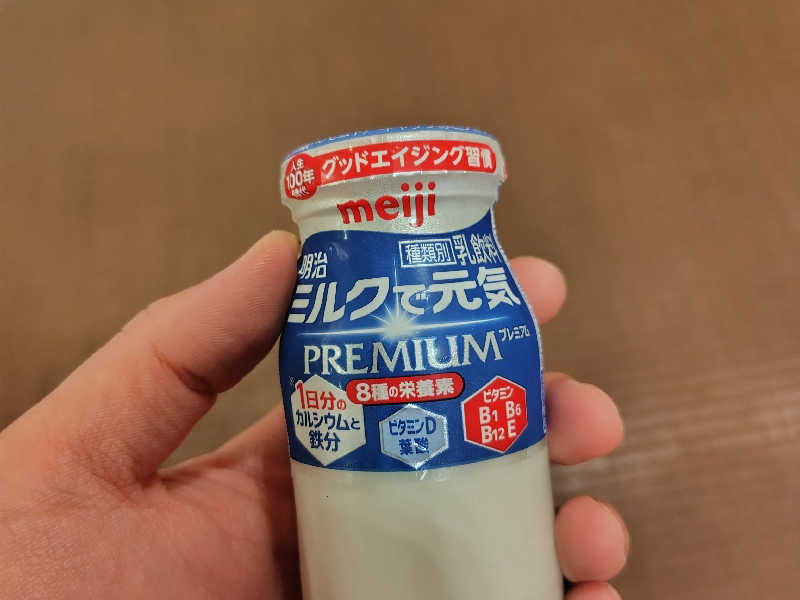 人生
100年
グッドエイジング習慣
meiji
種類別 乳飲料
明治
ミルクで元気
PREMIUM プレミアム
8種の栄養素
1日分の
カルシウムと
鉄分
ビタミンD
葉酸
ビタミン
B1 B6
B12 E